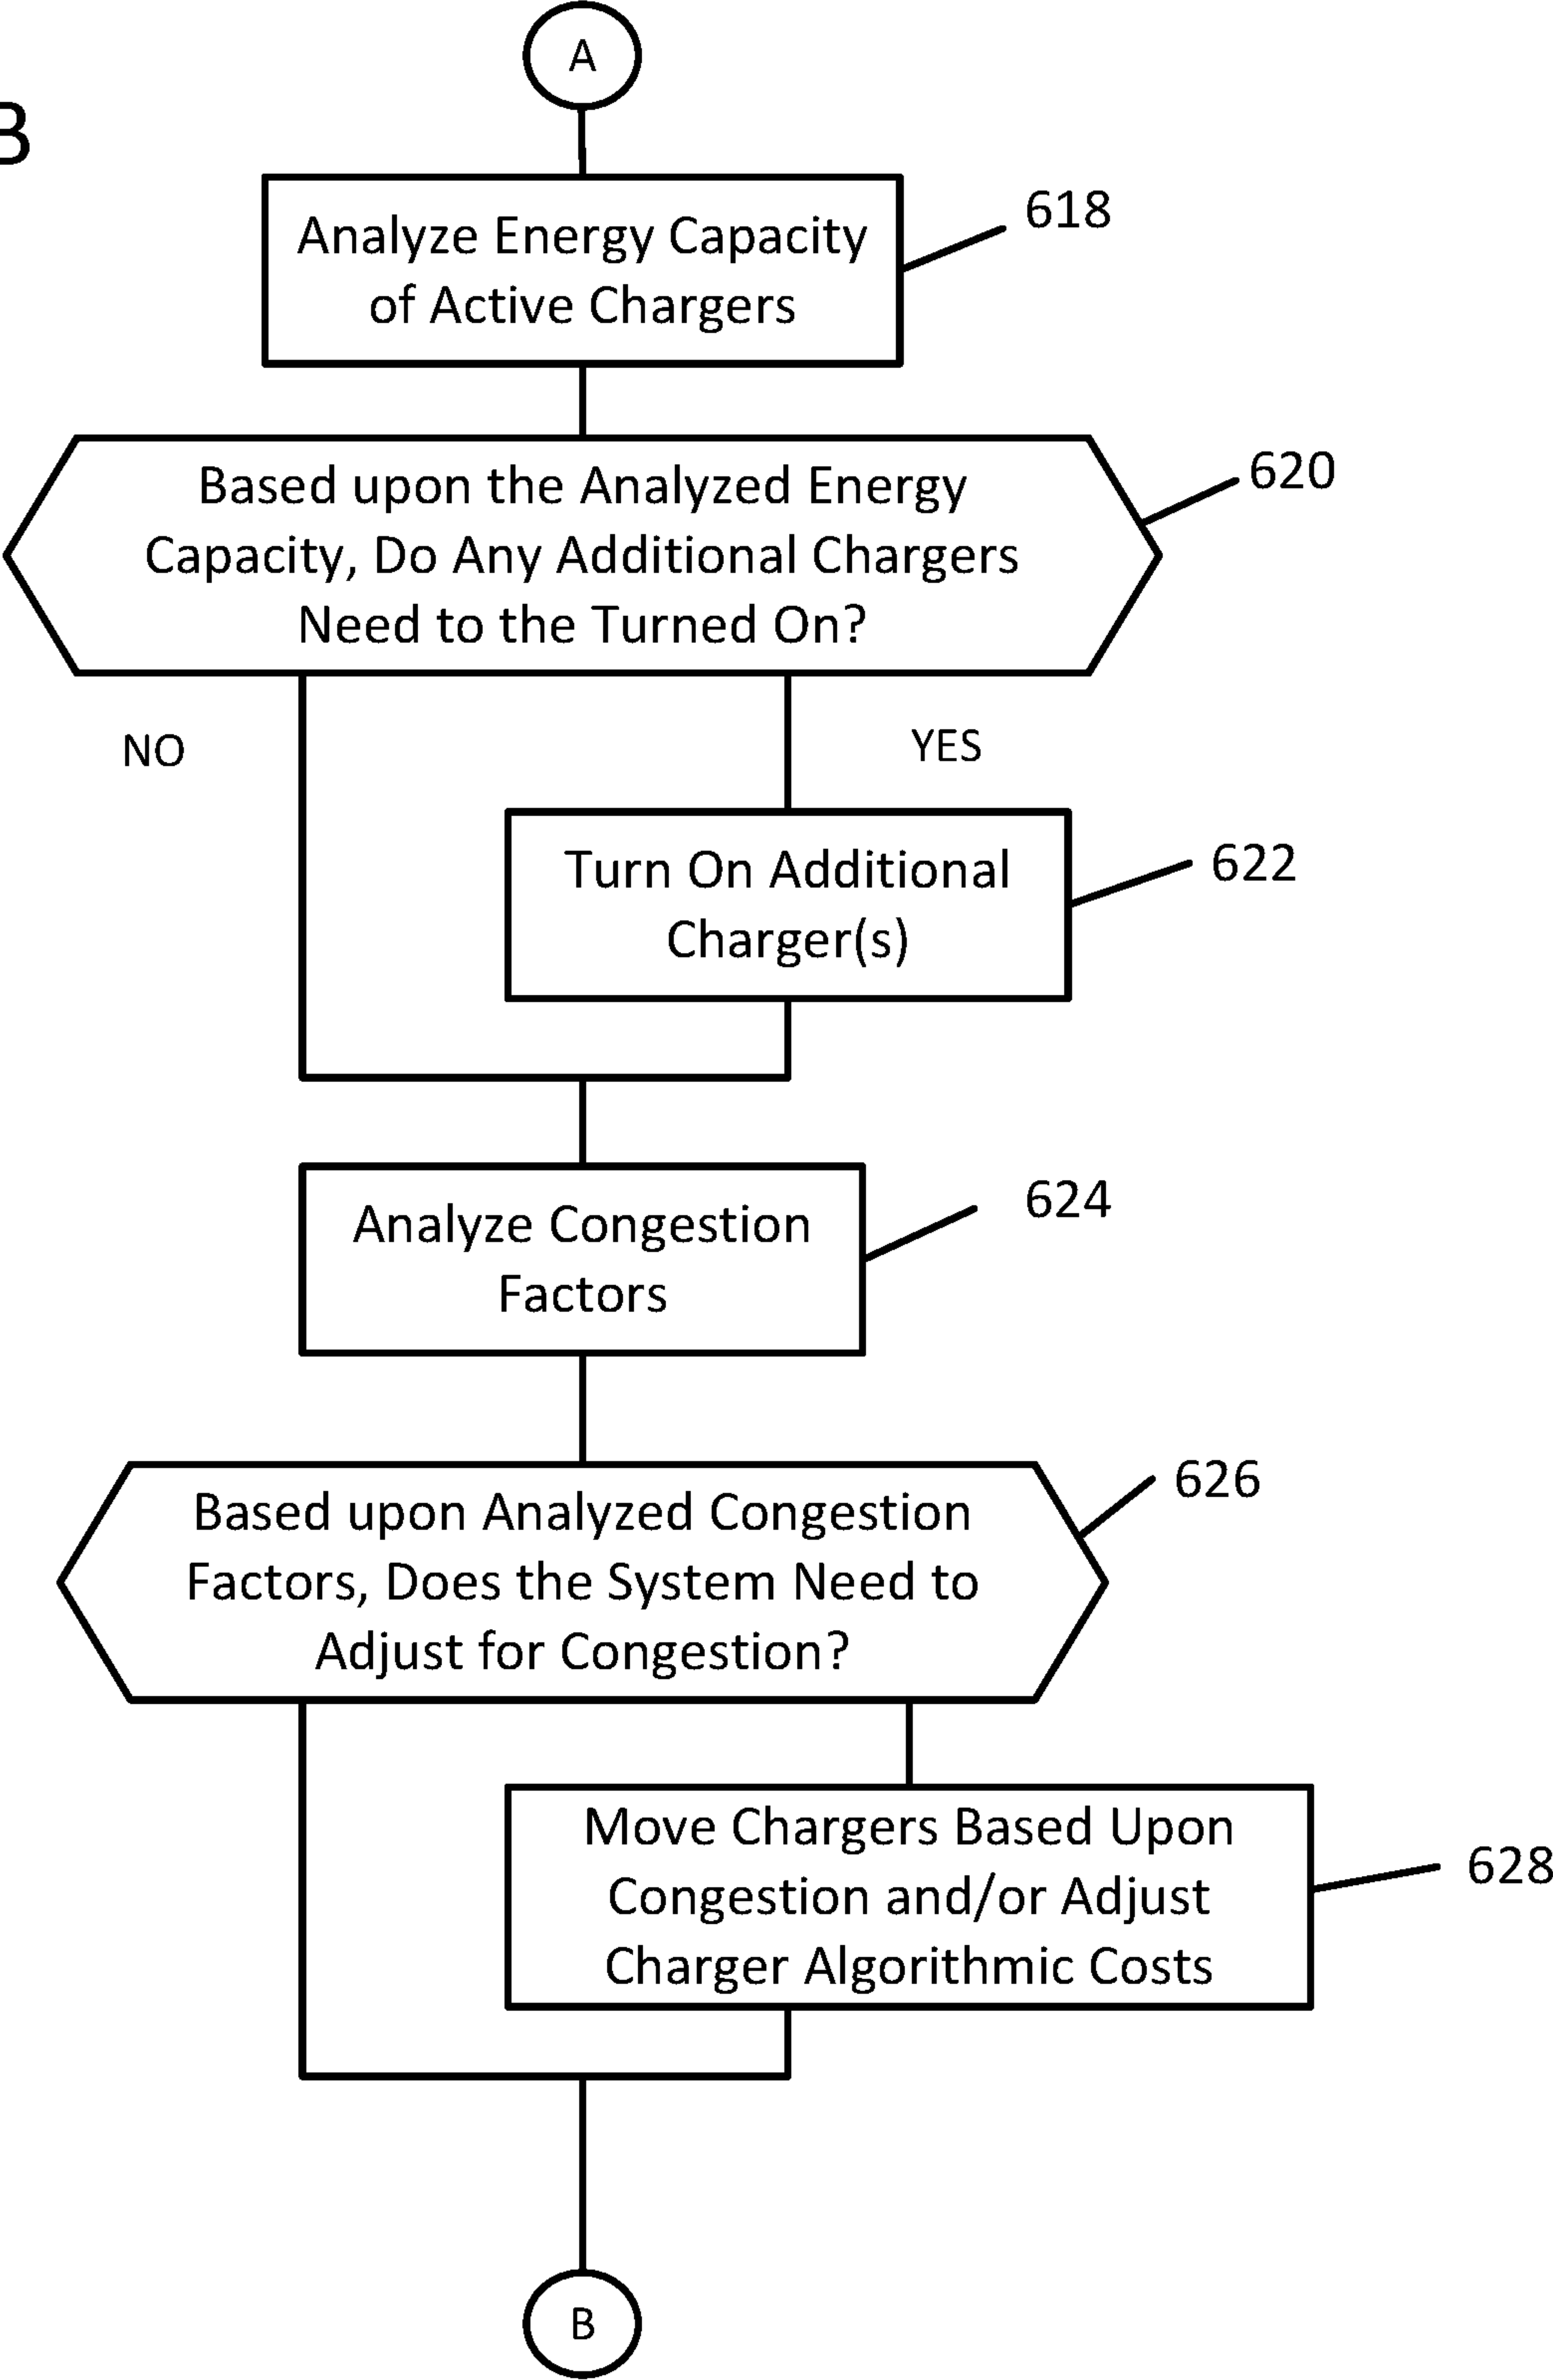 A
B
Analyze Energy Capacity
of Active Chargers
618
Based upon the Analyzed Energy
Capacity, Do Any Additional Chargers
Need to the Turned On?
620
NO
YES
Turn On Additional
Charger(s)
622
Analyze Congestion
Factors
624
Based upon Analyzed Congestion
Factors, Does the System Need to
Adjust for Congestion?
626
Move Chargers Based Upon
Congestion and/or Adjust
Charger Algorithmic Costs
628
B